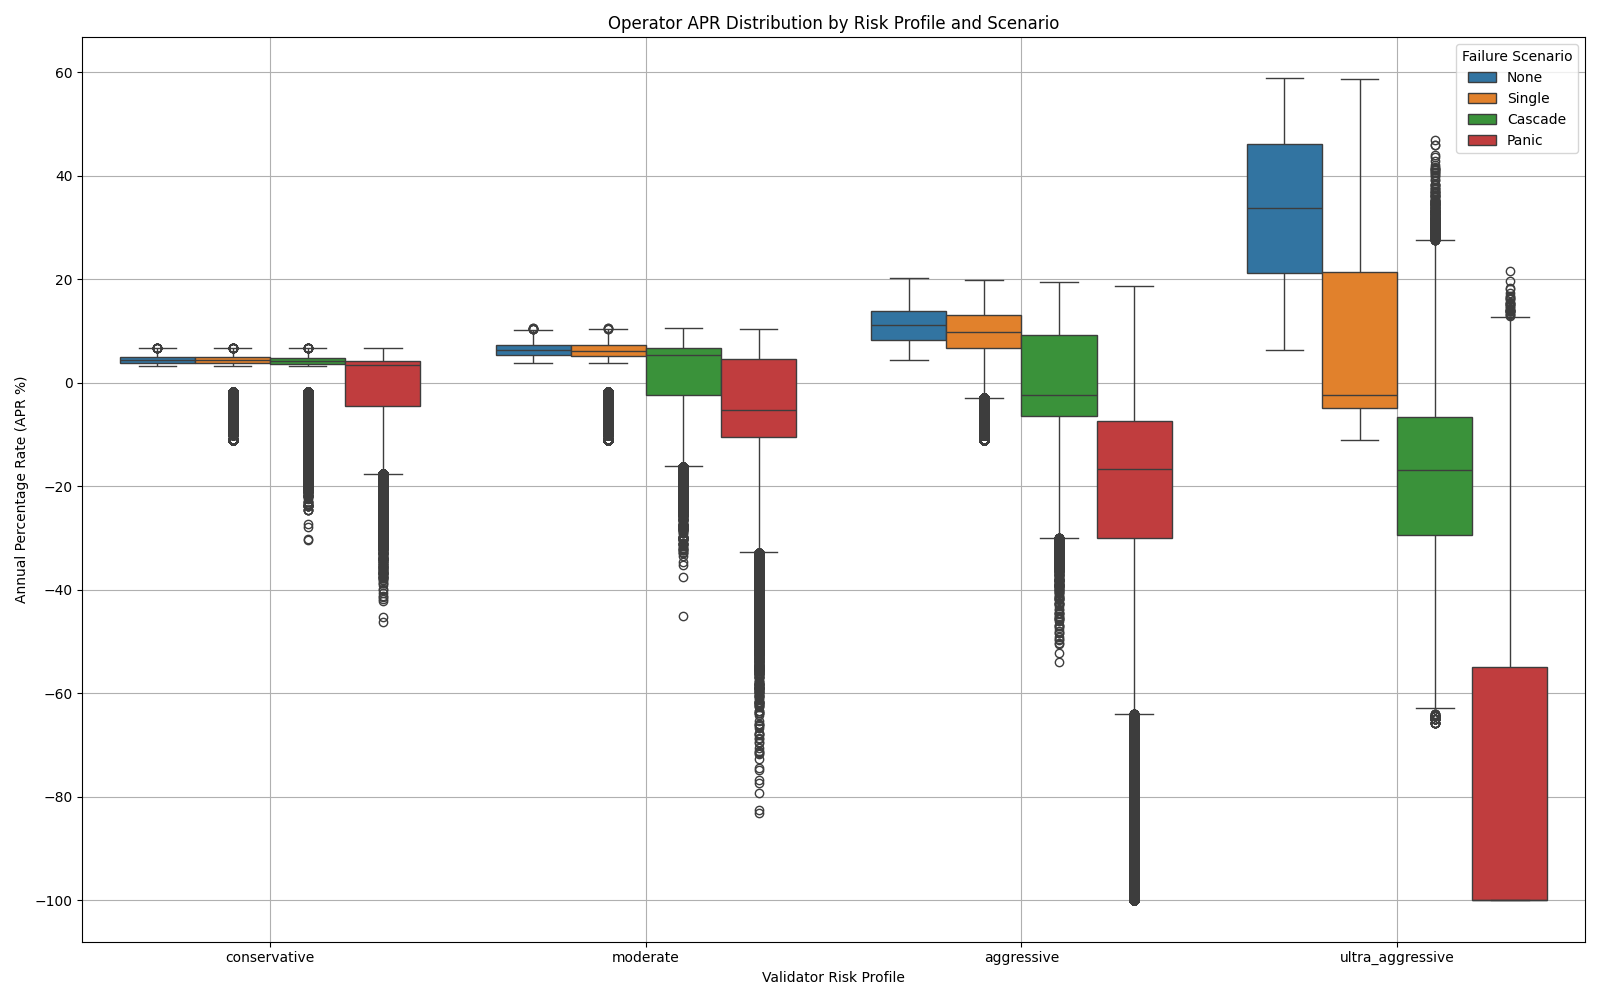 Operator APR Distribution by Risk Profile and Scenario
Failure Scenario
None
Single
Cascade
Panic
Annual Percentage Rate (APR %)
60
40
20
0
−20
−40
−60
−80
−100
conservative
moderate
aggressive
ultra_aggressive
Validator Risk Profile